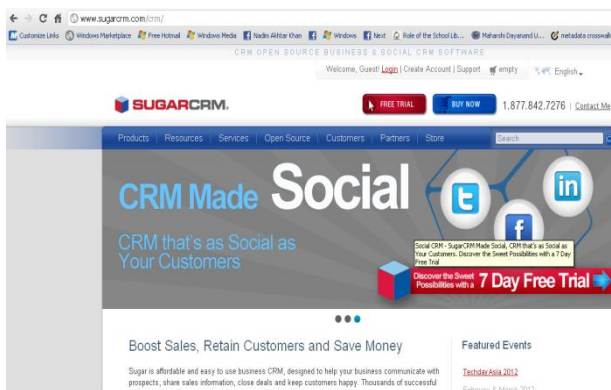 www.sugarcrm.com/crm/
Customize Links Windows Marketplace Free Hotmail Windows Media Nadim Akhtar Khan Windows Next Role of the School Lib... Maharshi Dayanand U... metadata crosswalk
CRM OPEN SOURCE BUSINESS & SOCIAL CRM SOFTWARE
Welcome, Guest! Login | Create Account | Support empty English
SUGARCRM.
FREE TRIAL BUY NOW 1.877.842.7276 | Contact Me
Products Resources Services Open Source Customers Partners Store Search
CRM Made Social
CRM that's as Social as
Your Customers
Social CRM - SugarCRM Made Social, CRM that's as Social as
Your Customers. Discover the Sweet Possibilities with a 7 Day
Free Trial
Discover the Sweet
Possibilities with a 7 Day Free Trial
Boost Sales, Retain Customers and Save Money
Featured Events
Sugar is affordable and easy to use business CRM, designed to help your business communicate with
prospects, share sales information, close deals and keep customers happy. Thousands of successful
TechdayAsia 2012
February & March 2012